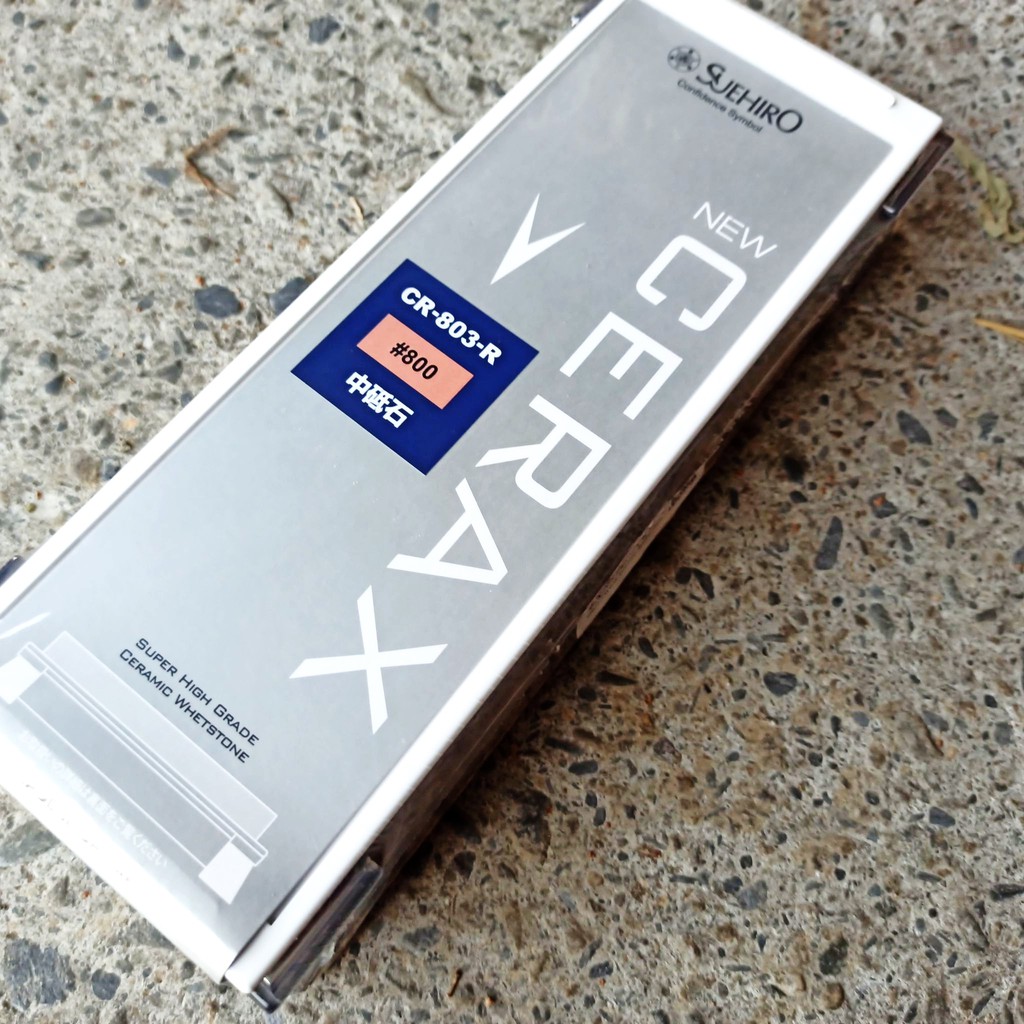 SUEHIRO
Confidence Symbol
NEW
CERAX
CR-803-R
#800
中砥石
SUPER HIGH GRADE
CERAMIC WHETSTONE